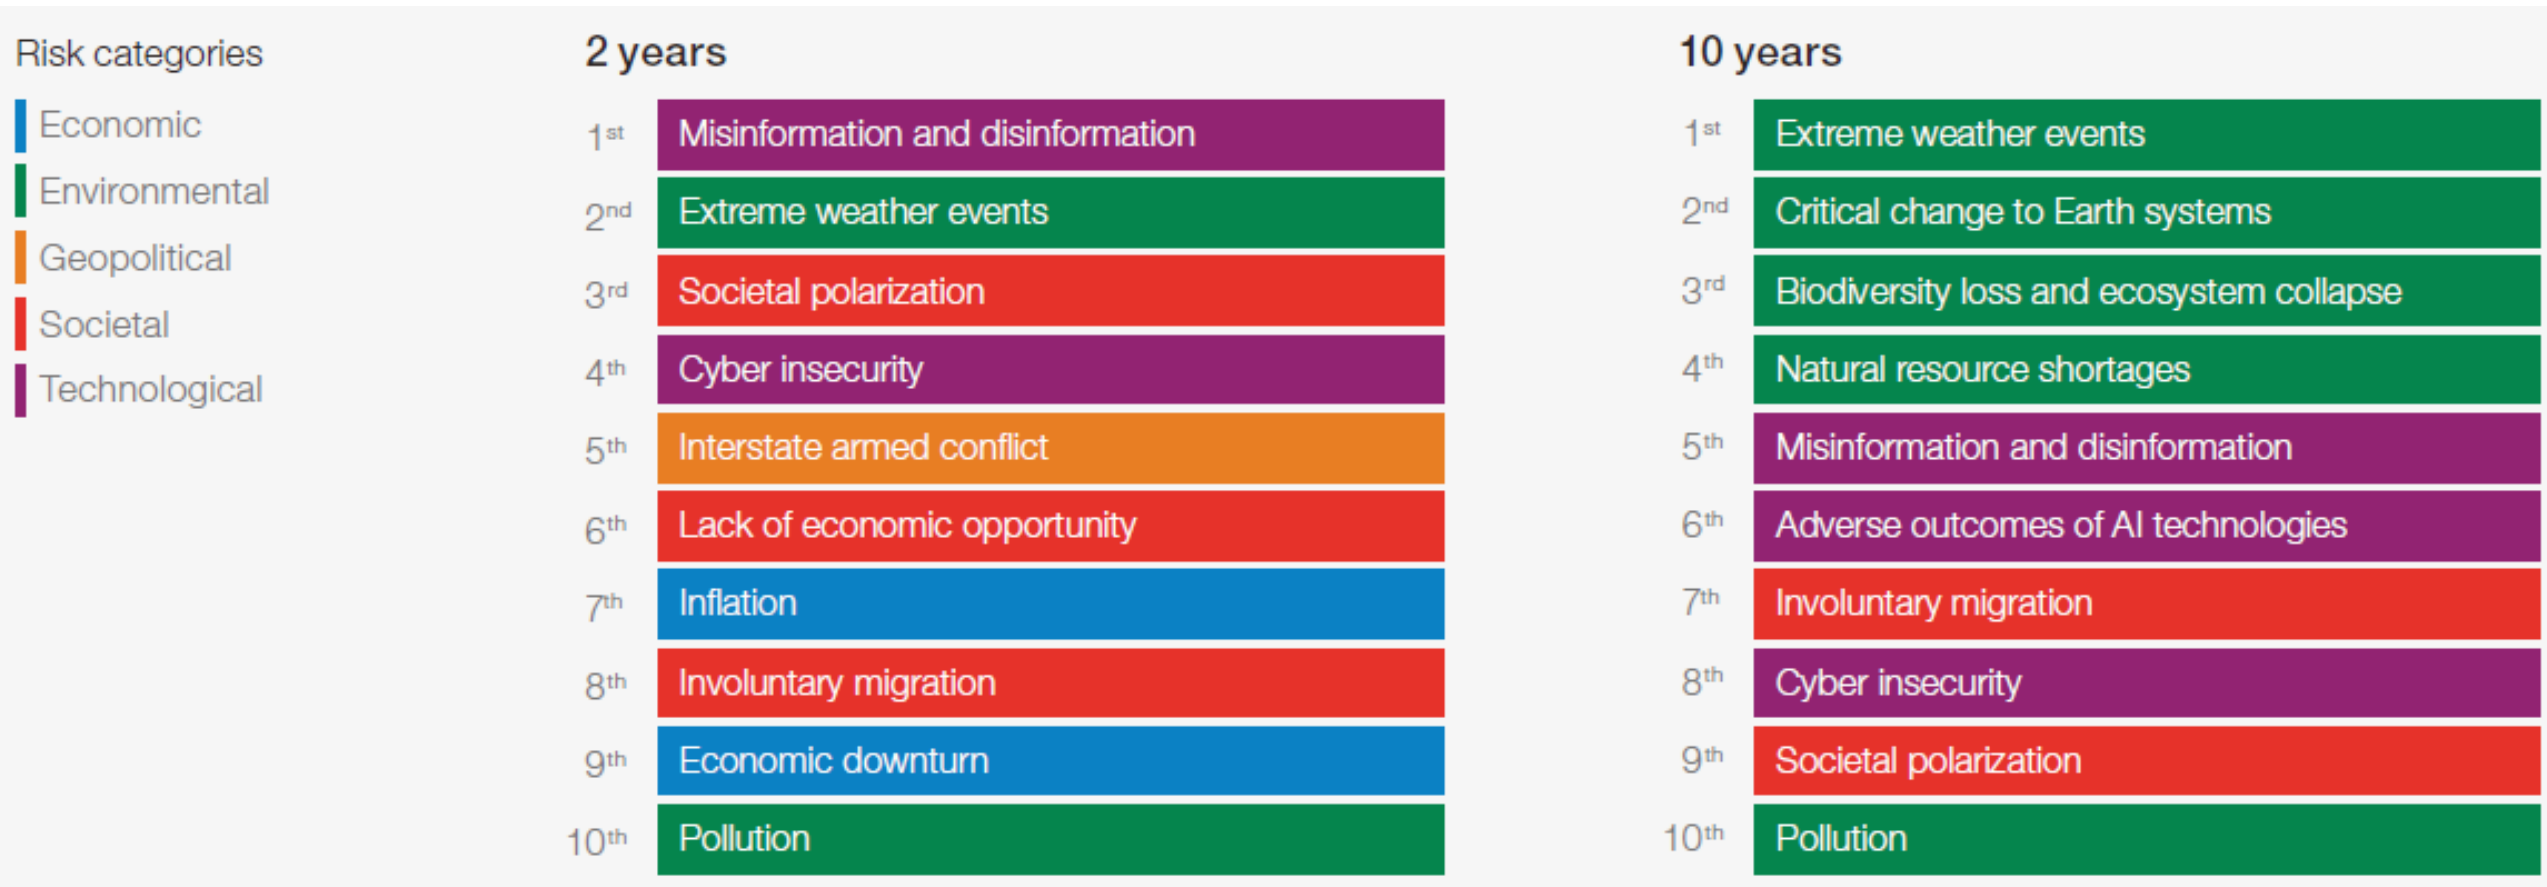 Risk categories
Economic
Environmental
Geopolitical
Societal
Technological
2 years
1st Misinformation and disinformation
2nd Extreme weather events
3rd Societal polarization
4th Cyber insecurity
5th Interstate armed conflict
6th Lack of economic opportunity
7th Inflation
8th Involuntary migration
9th Economic downturn
10th Pollution
10 years
1st Extreme weather events
2nd Critical change to Earth systems
3rd Biodiversity loss and ecosystem collapse
4th Natural resource shortages
5th Misinformation and disinformation
6th Adverse outcomes of AI technologies
7th Involuntary migration
8th Cyber insecurity
9th Societal polarization
10th Pollution